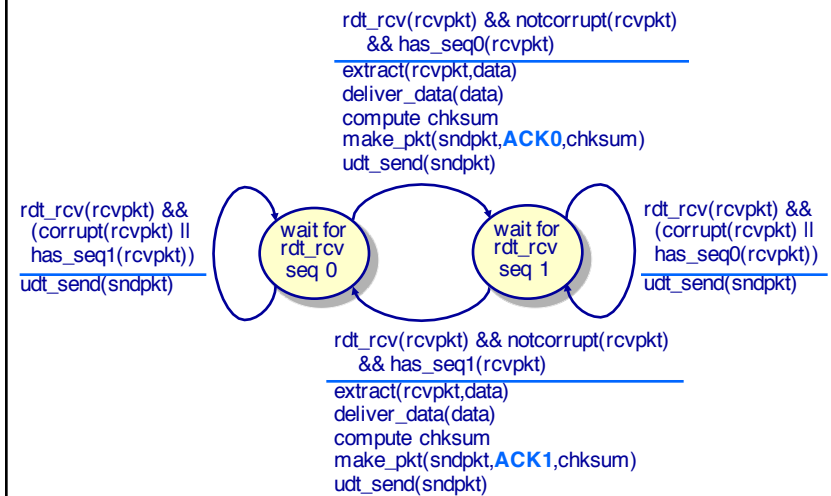 rdt_rcv(rcvpkt) && notcorrupt(rcvpkt)
&& has_seq0(rcvpkt)
extract(rcvpkt,data)
deliver_data(data)
compute chksum
make_pkt(sndpkt,ACK0,chksum)
udt_send(sndpkt)
rdt_rcv(rcvpkt) &&
(corrupt(rcvpkt) ||
has_seq1(rcvpkt))
udt_send(sndpkt)
wait for
rdt_rcv
seq 0
wait for
rdt_rcv
seq 1
rdt_rcv(rcvpkt) &&
(corrupt(rcvpkt) ||
has_seq0(rcvpkt))
udt_send(sndpkt)
rdt_rcv(rcvpkt) && notcorrupt(rcvpkt)
&& has_seq1(rcvpkt)
extract(rcvpkt,data)
deliver_data(data)
compute chksum
make_pkt(sndpkt,ACK1,chksum)
udt_send(sndpkt)